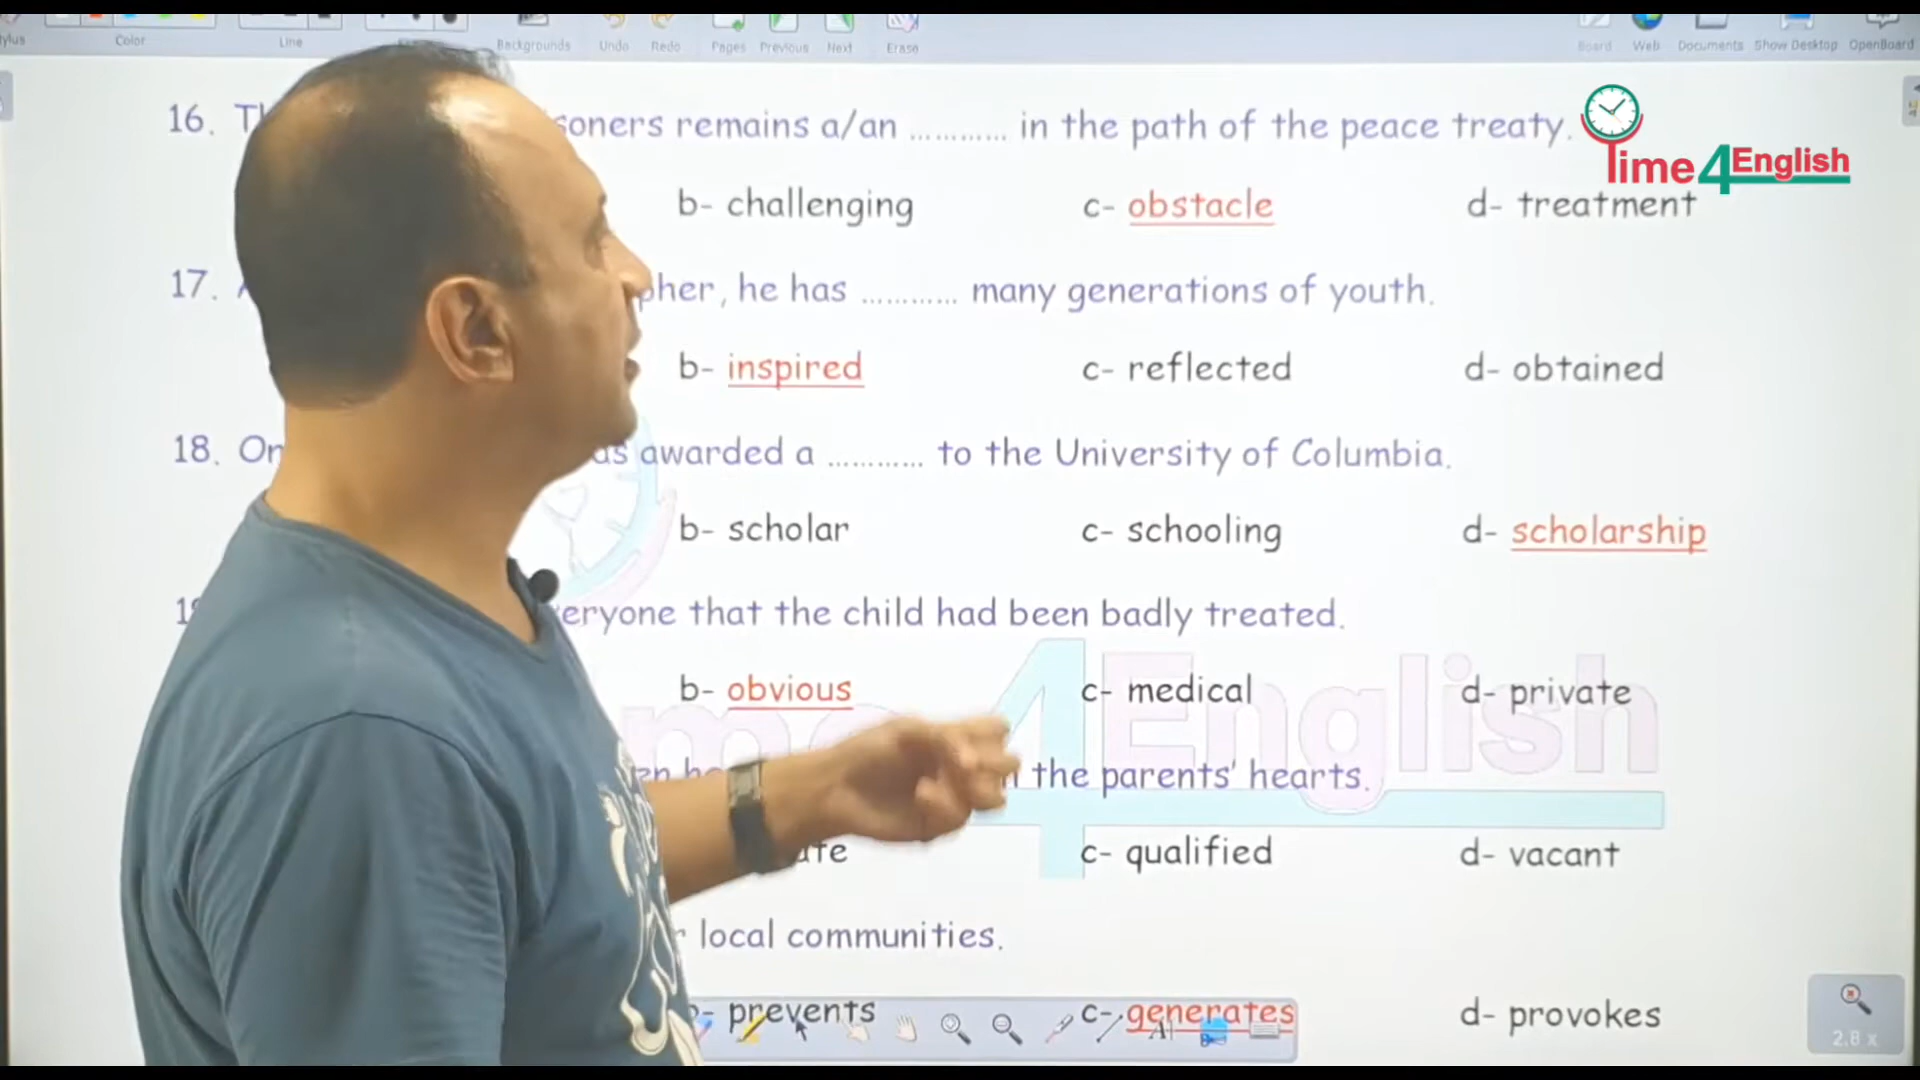 Color Line Backgrounds Undo Redo Pages Previous Next Erase Board Web Documents Show Desktop OpenBoard
16. soners remains a/an ........... in the path of the peace treaty.
Time4English
b- challenging c- obstacle d- treatment
17. pher, he has ........... many generations of youth.
b- inspired c- reflected d- obtained
18. On as awarded a ........... to the University of Columbia.
b- scholar c- schooling d- scholarship
eryone that the child had been badly treated.
b- obvious c- medical d- private
4English
the parents' hearts.
c- qualified d- vacant
local communities.
prevents c- generates d- provokes
2.8 x